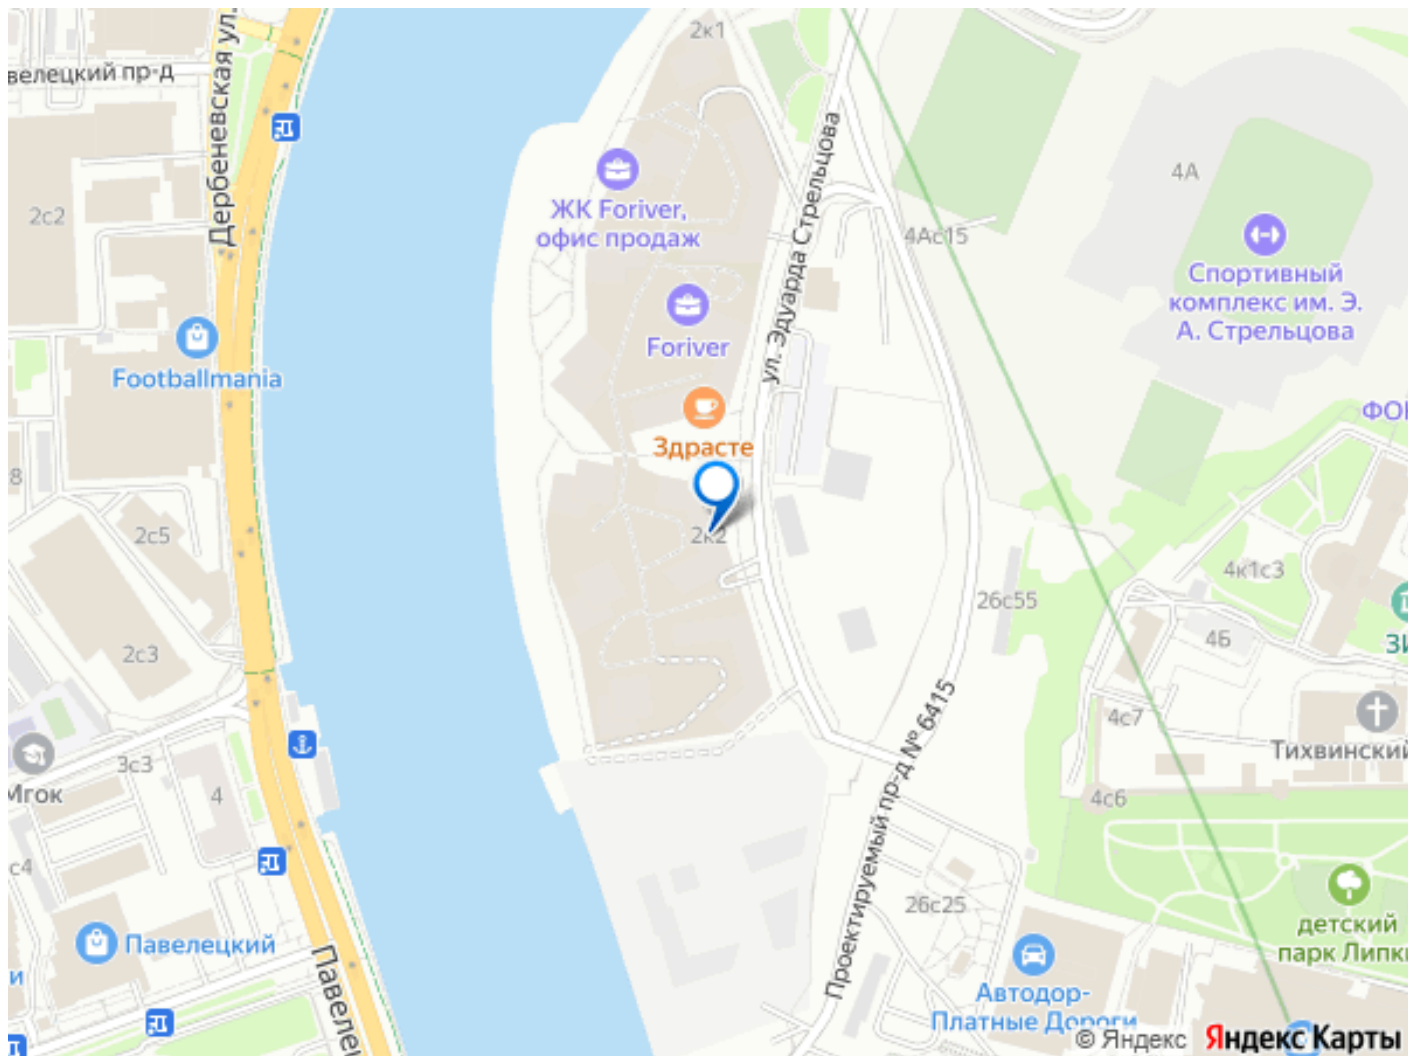 2к1
велецкий пр-д
Дербеневская ул.
ул. Эдуарда Стрельцова
4А
2с2
ЖК Foriver,
офис продаж
4Ас15
Спортивный
комплекс им. Э.
А. Стрельцова
Foriver
Footballmania
Здрасте
8
2с5
2к2
4к1с3
26с55
4Б
2с3
4с7
Тихвинский
3с3
Мгок
4
4с6
Проектируемый пр-д № 6415
с4
26с25
детский
парк Липки
Павелецкий
и
Павелец
Автодор-
Платные Дороги
© Яндекс Яндекс Карты